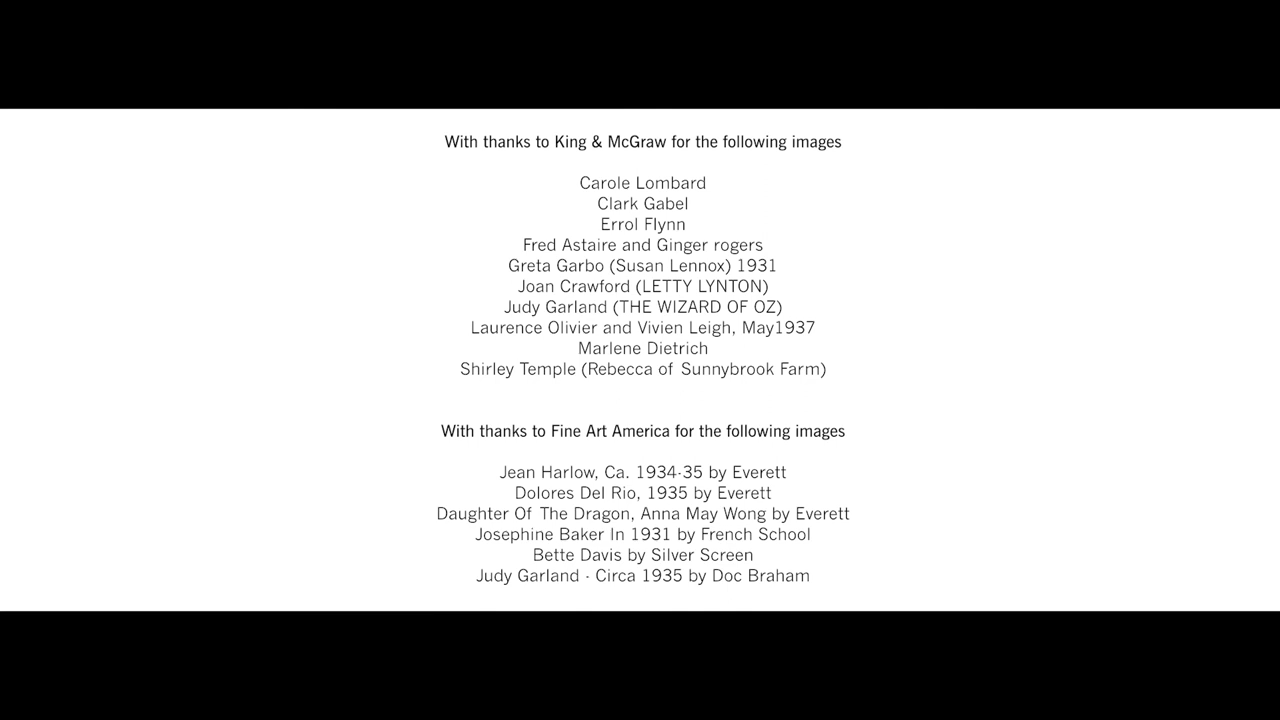 With thanks to King & McGraw for the following images
Carole Lombard
Clark Gabel
Errol Flynn
Fred Astaire and Ginger rogers
Greta Garbo (Susan Lennox) 1931
Joan Crawford (LETTY LYNTON)
Judy Garland (THE WIZARD OF OZ)
Laurence Olivier and Vivien Leigh, May1937
Marlene Dietrich
Shirley Temple (Rebecca of Sunnybrook Farm)
With thanks to Fine Art America for the following images
Jean Harlow, Ca. 1934-35 by Everett
Dolores Del Rio, 1935 by Everett
Daughter Of The Dragon, Anna May Wong by Everett
Josephine Baker In 1931 by French School
Bette Davis by Silver Screen
Judy Garland - Circa 1935 by Doc Braham